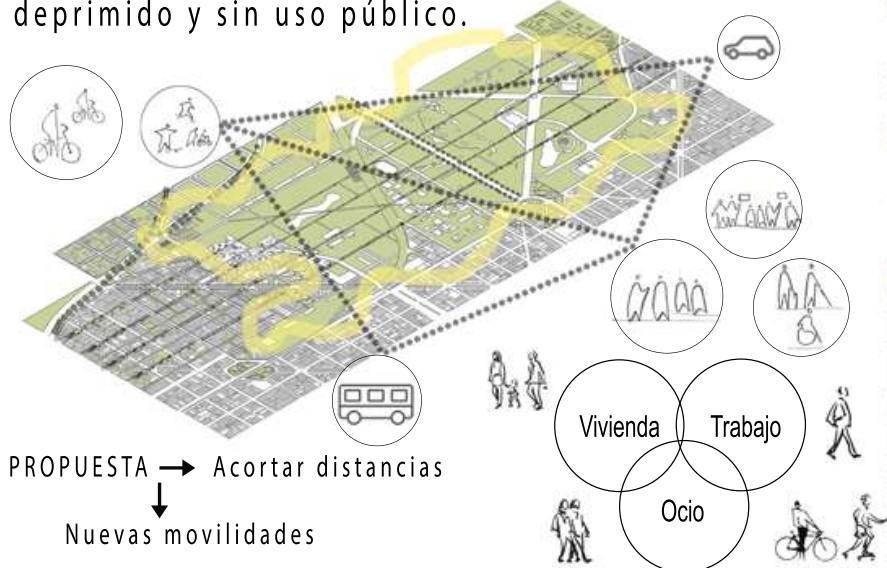 deprimido y sin uso público.
PROPUESTA → Acortar distancias
Nuevas movilidades
Vivienda
Trabajo
Ocio